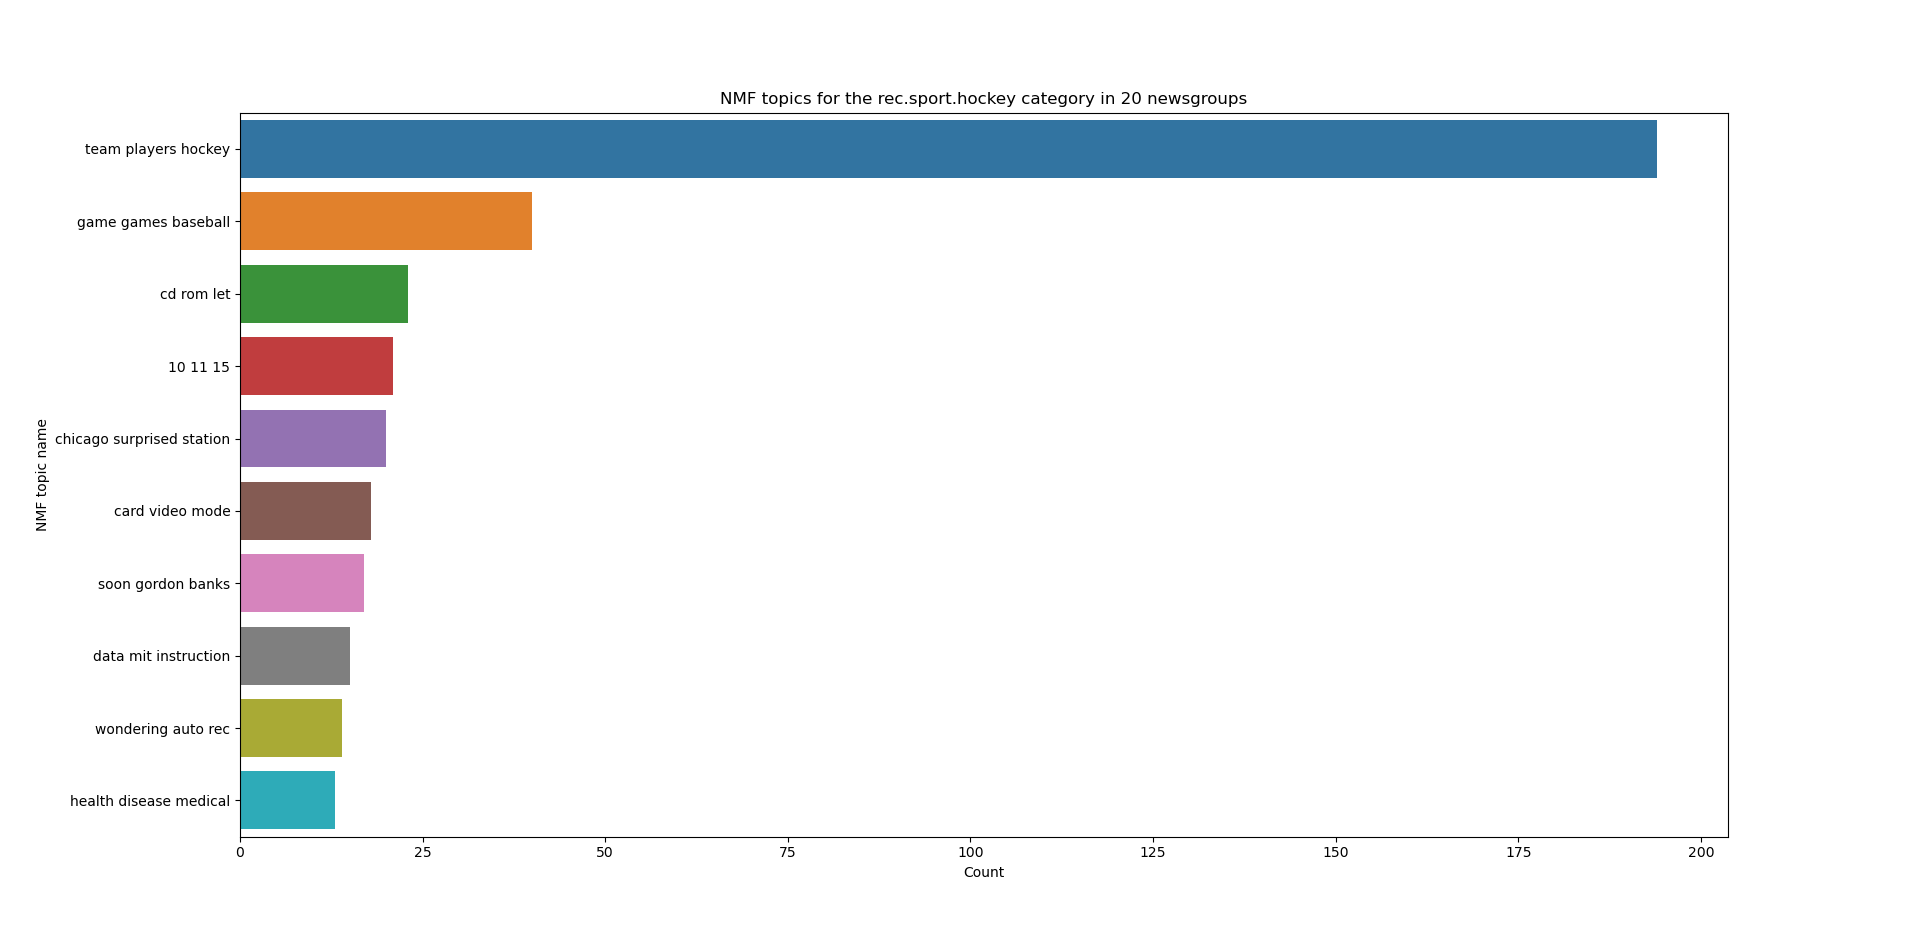 NMF topics for the rec.sport.hockey category in 20 newsgroups
NMF topic name
team players hockey
game games baseball
cd rom let
10 11 15
chicago surprised station
card video mode
soon gordon banks
data mit instruction
wondering auto rec
health disease medical
0 25 50 75 100 125 150 175 200
Count